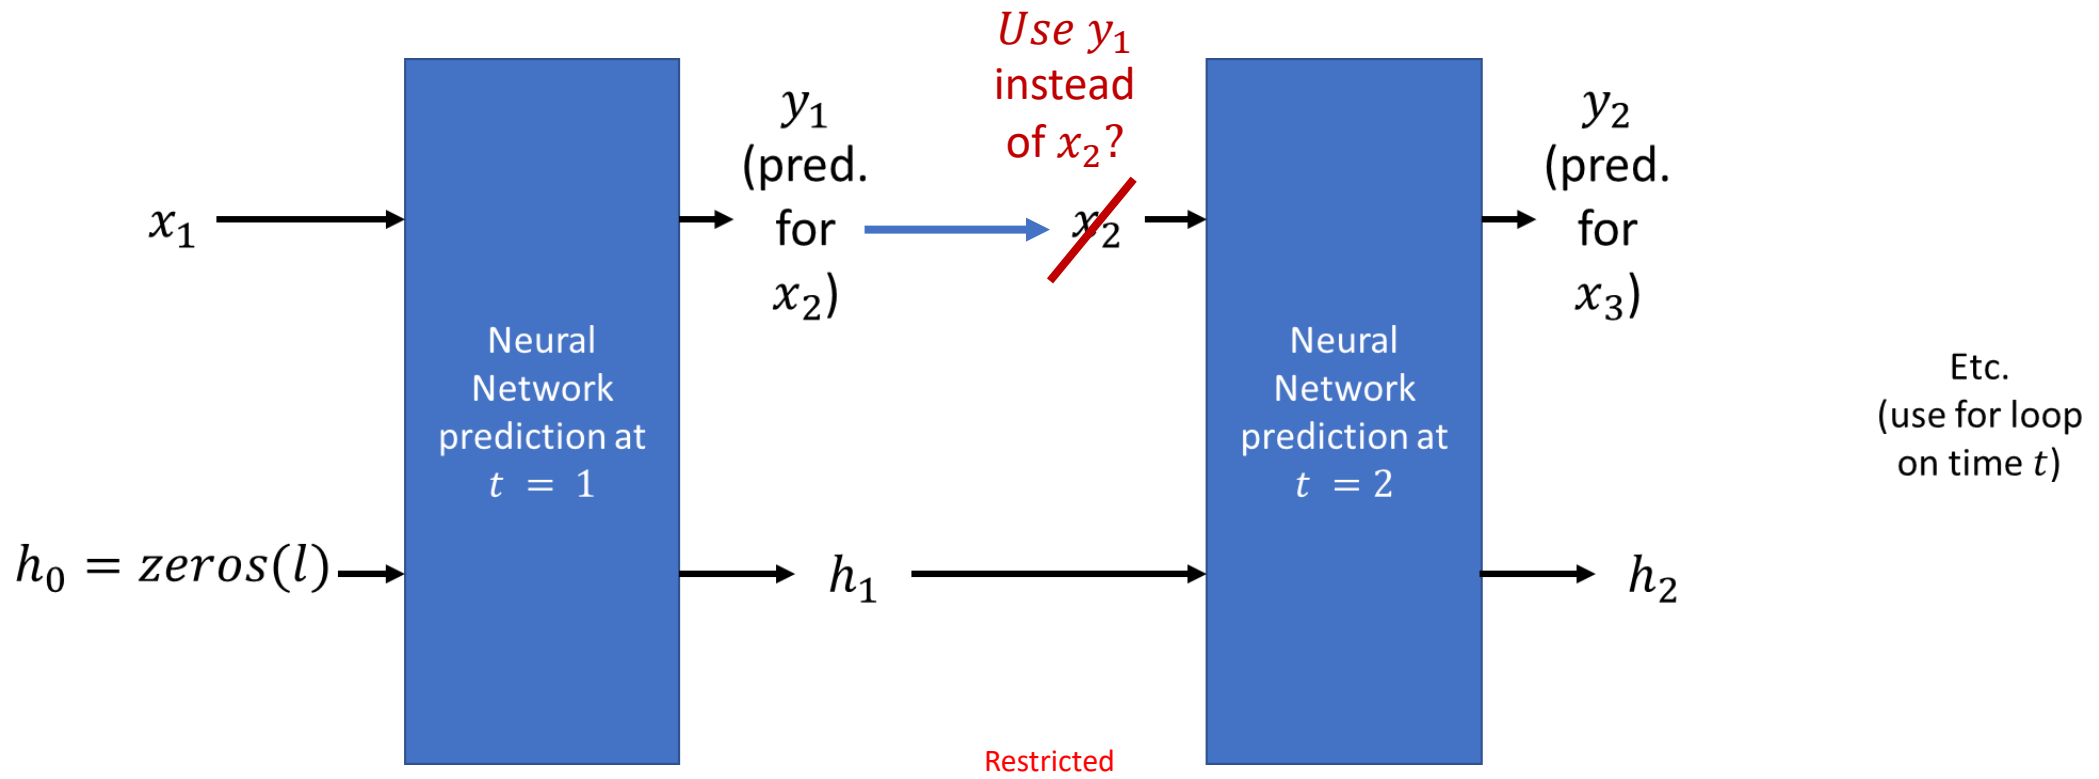 Use y₁
instead
of x₂?
y₁
(pred.
for
x₂)
y₂
(pred.
for
x₃)
x₁
x₂
Neural
Network
prediction at
t = 1
Neural
Network
prediction at
t = 2
Etc.
(use for loop
on time t)
h₀ = zeros(l)
h₁
h₂
Restricted